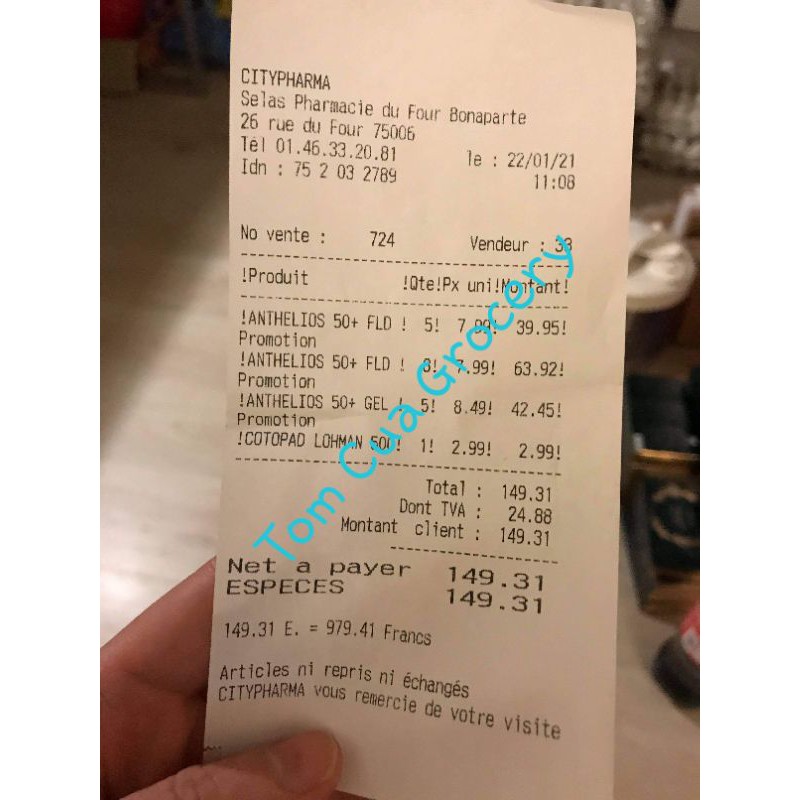 CITYPHARMA
Selas Pharmacie du Four Bonaparte
26 rue du Four 75006
Tél 01.46.33.20.81 le : 22/01/21
Idn : 75 2 03 2789 11:08
No vente : 724 Vendeur : 33
!Produit !Qte!Px uni!Montant!
!ANTHELIOS 50+ FLD ! 5! 7.99! 39.95!
Promotion
!ANTHELIOS 50+ FLD ! 8! 7.99! 63.92!
Promotion
!ANTHELIOS 50+ GEL ! 5! 8.49! 42.45!
Promotion
!COTOPAD LOHMAN 500! 1! 2.99! 2.99!
Total : 149.31
Dont TVA : 24.88
Montant client : 149.31
Net a payer 149.31
ESPECES 149.31
149.31 E. = 979.41 Francs
Articles ni repris ni échangés
CITYPHARMA vous remercie de votre visite
Tom Cua Grocery